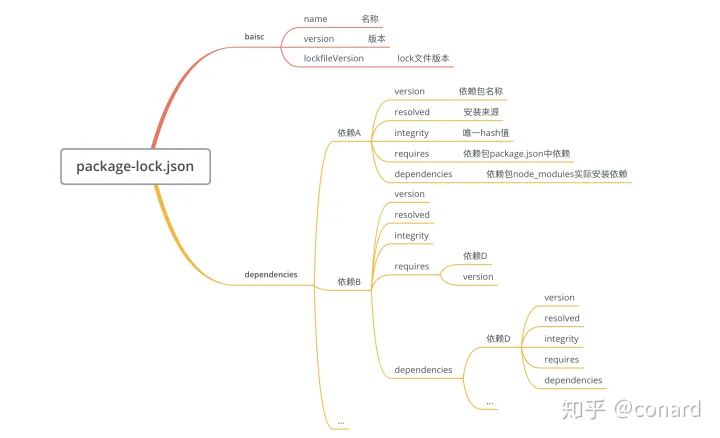 package-lock.json
baisc
name 名称
version 版本
lockfileVersion lock文件版本
dependencies
依赖A
version 依赖包名称
resolved 安装来源
integrity 唯一hash值
requires 依赖包package.json中依赖
dependencies 依赖包node_modules实际安装依赖
依赖B
version
resolved
integrity
requires
依赖D
version
dependencies
依赖D
version
resolved
integrity
requires
dependencies
...
...
知乎 @conard